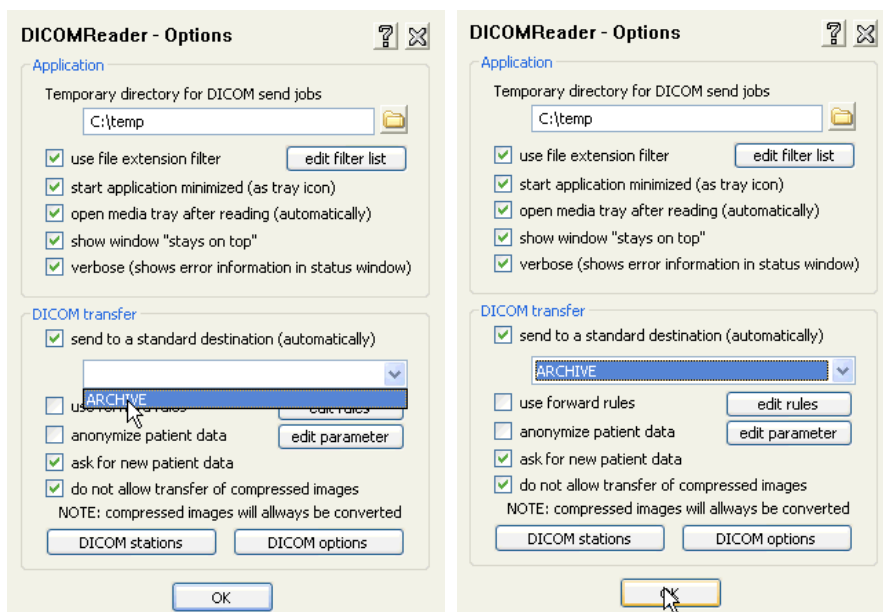 DICOMReader - Options
Application
Temporary directory for DICOM send jobs
C:\temp
use file extension filter edit filter list
start application minimized (as tray icon)
open media tray after reading (automatically)
show window "stays on top"
verbose (shows error information in status window)
DICOM transfer
send to a standard destination (automatically)
ARCHIVE
use forward rules edit rules
anonymize patient data edit parameter
ask for new patient data
do not allow transfer of compressed images
NOTE: compressed images will allways be converted
DICOM stations DICOM options
OK
DICOMReader - Options
Application
Temporary directory for DICOM send jobs
C:\temp
use file extension filter edit filter list
start application minimized (as tray icon)
open media tray after reading (automatically)
show window "stays on top"
verbose (shows error information in status window)
DICOM transfer
send to a standard destination (automatically)
ARCHIVE
use forward rules edit rules
anonymize patient data edit parameter
ask for new patient data
do not allow transfer of compressed images
NOTE: compressed images will allways be converted
DICOM stations DICOM options
OK